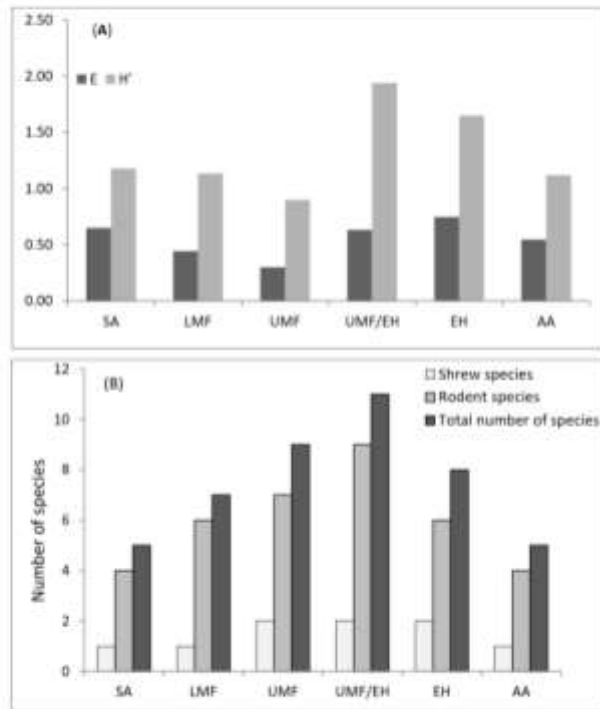 (A)
2.50
2.00
1.50
1.00
0.50
0.00
E H'
SA LMF UMF UMF/EH EH AA
(B)
Shrew species
Rodent species
Total number of species
Number of species
12
10
8
6
4
2
0
SA LMF UMF UMF/EH EH AA